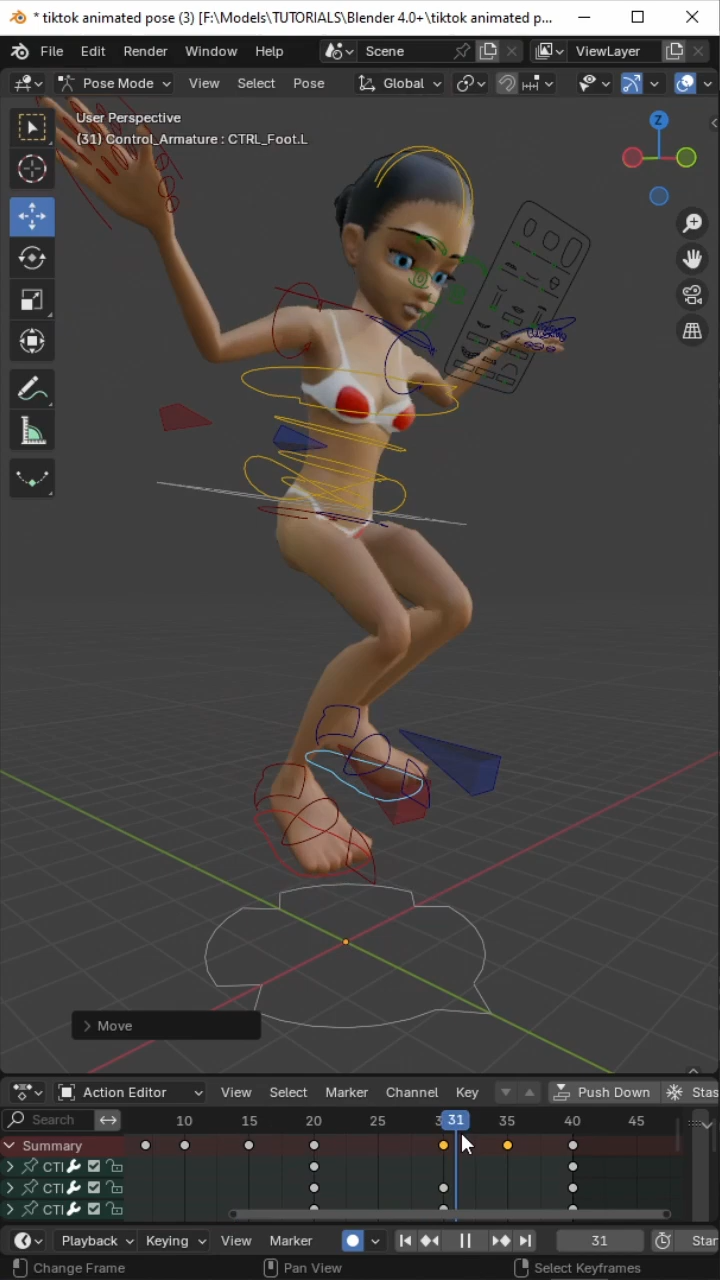 * tiktok animated pose (3) [F:\Models\TUTORIALS\Blender 4.0+\tiktok animated p...
File Edit Render Window Help Scene ViewLayer
Pose Mode View Select Pose Global
User Perspective
(31) Control_Armature : CTRL_Foot.L
Z
> Move
Action Editor View Select Marker Channel Key Push Down Stas
Search 10 15 20 25 31 35 40 45
Summary
CTI
CTI
CTI
Playback Keying View Marker 31 Star
Change Frame Pan View Select Keyframes